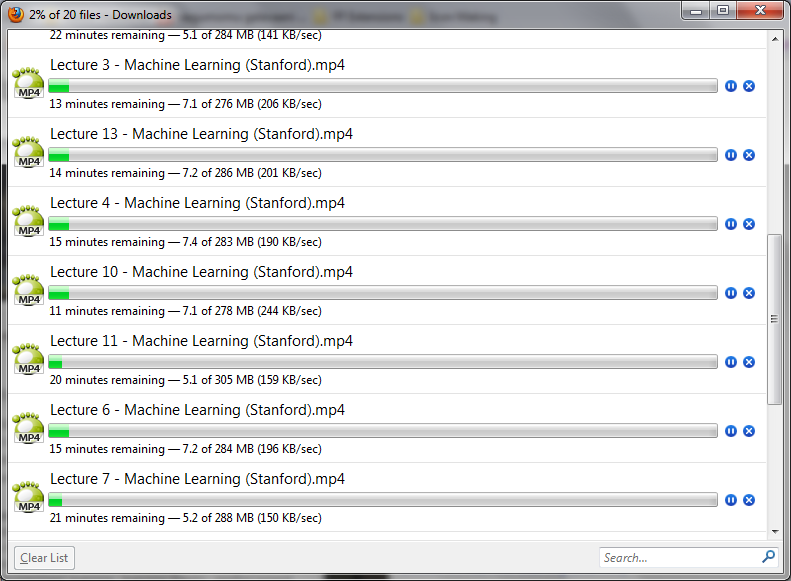 2% of 20 files - Downloads
22 minutes remaining — 5.1 of 284 MB (141 KB/sec)
Lecture 3 - Machine Learning (Stanford).mp4
MP4
13 minutes remaining — 7.1 of 276 MB (206 KB/sec)
Lecture 13 - Machine Learning (Stanford).mp4
MP4
14 minutes remaining — 7.2 of 286 MB (201 KB/sec)
Lecture 4 - Machine Learning (Stanford).mp4
MP4
15 minutes remaining — 7.4 of 283 MB (190 KB/sec)
Lecture 10 - Machine Learning (Stanford).mp4
MP4
11 minutes remaining — 7.1 of 278 MB (244 KB/sec)
Lecture 11 - Machine Learning (Stanford).mp4
MP4
20 minutes remaining — 5.1 of 305 MB (159 KB/sec)
Lecture 6 - Machine Learning (Stanford).mp4
MP4
15 minutes remaining — 7.2 of 284 MB (196 KB/sec)
Lecture 7 - Machine Learning (Stanford).mp4
MP4
21 minutes remaining — 5.2 of 288 MB (150 KB/sec)
Clear List
Search...